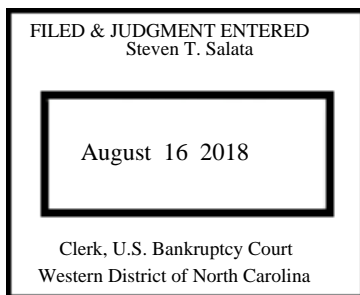 FILED & JUDGMENT ENTERED
Steven T. Salata
August 16 2018
Clerk, U.S. Bankruptcy Court
Western District of North Carolina